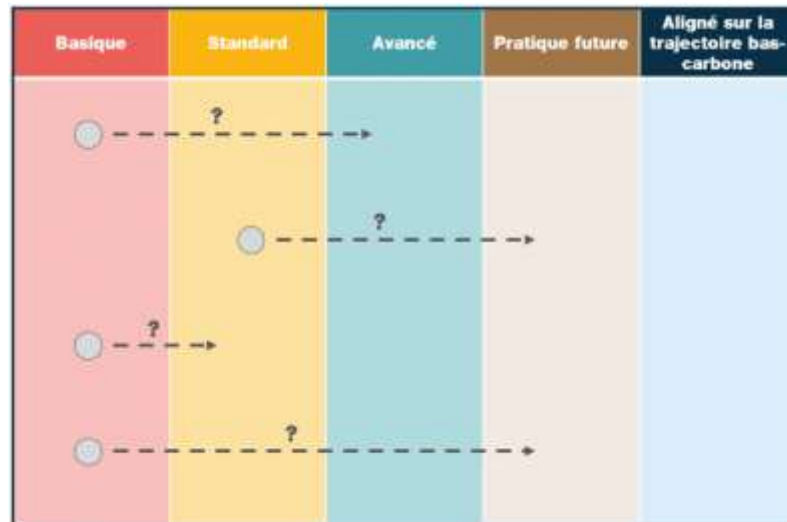 Basique
Standard
Avancé
Pratique future
Aligné sur la
trajectoire bas-
carbone
?
?
?
?